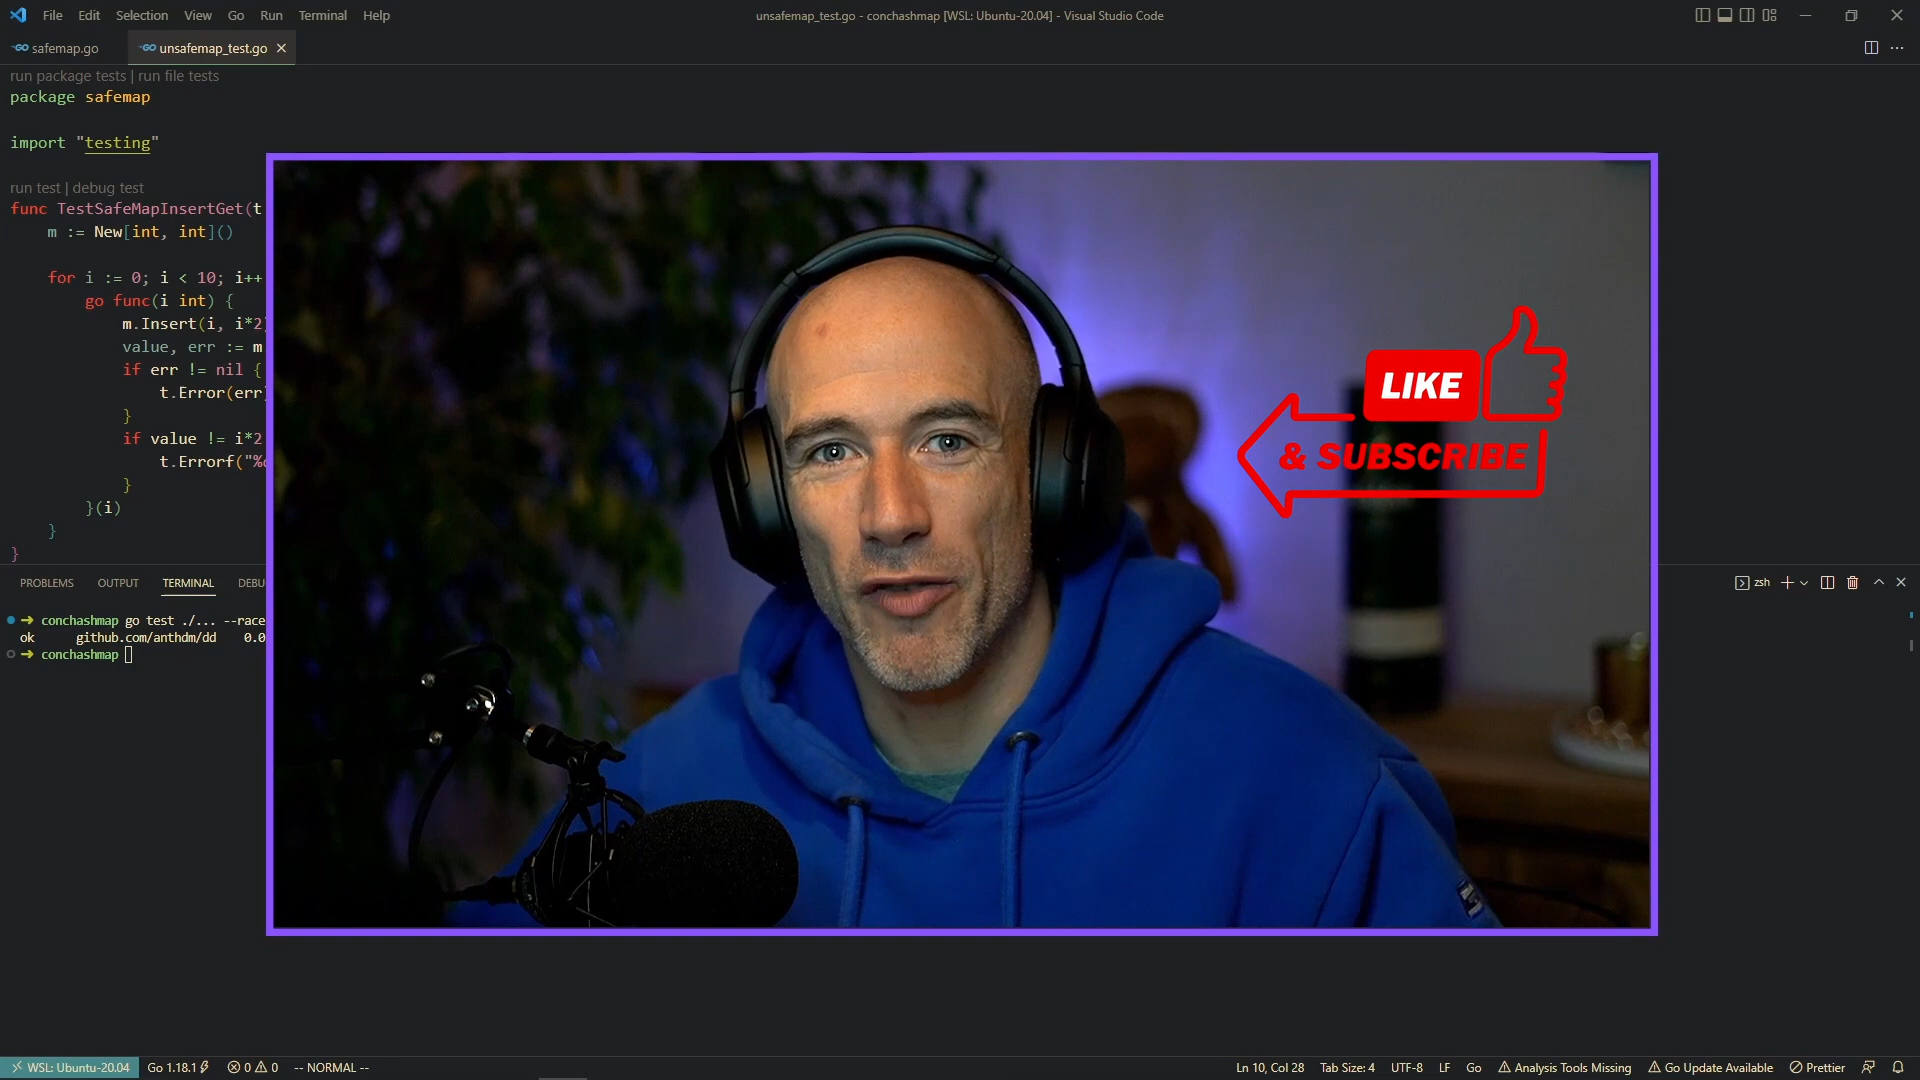 File Edit Selection View Go Run Terminal Help
unsafemap_test.go - conchashmap [WSL: Ubuntu-20.04] - Visual Studio Code
safemap.go
unsafemap_test.go
run package tests | run file tests
package safemap
import "testing"
run test | debug test
func TestSafeMapInsertGet(t
m := New[int, int]()
for i := 0; i < 10; i++
go func(i int) {
m.Insert(i, i*2)
value, err := m
if err != nil {
t.Error(err)
}
if value != i*2
t.Errorf("%
}
}(i)
}
}
LIKE
& SUBSCRIBE
PROBLEMS OUTPUT TERMINAL DEBU
zsh
conchashmap go test ./... --race
ok github.com/anthdm/dd 0.0
conchashmap
WSL: Ubuntu-20.04 Go 1.18.1 0 0 -- NORMAL --
Ln 10, Col 28 Tab Size: 4 UTF-8 LF Go Analysis Tools Missing Go Update Available Prettier